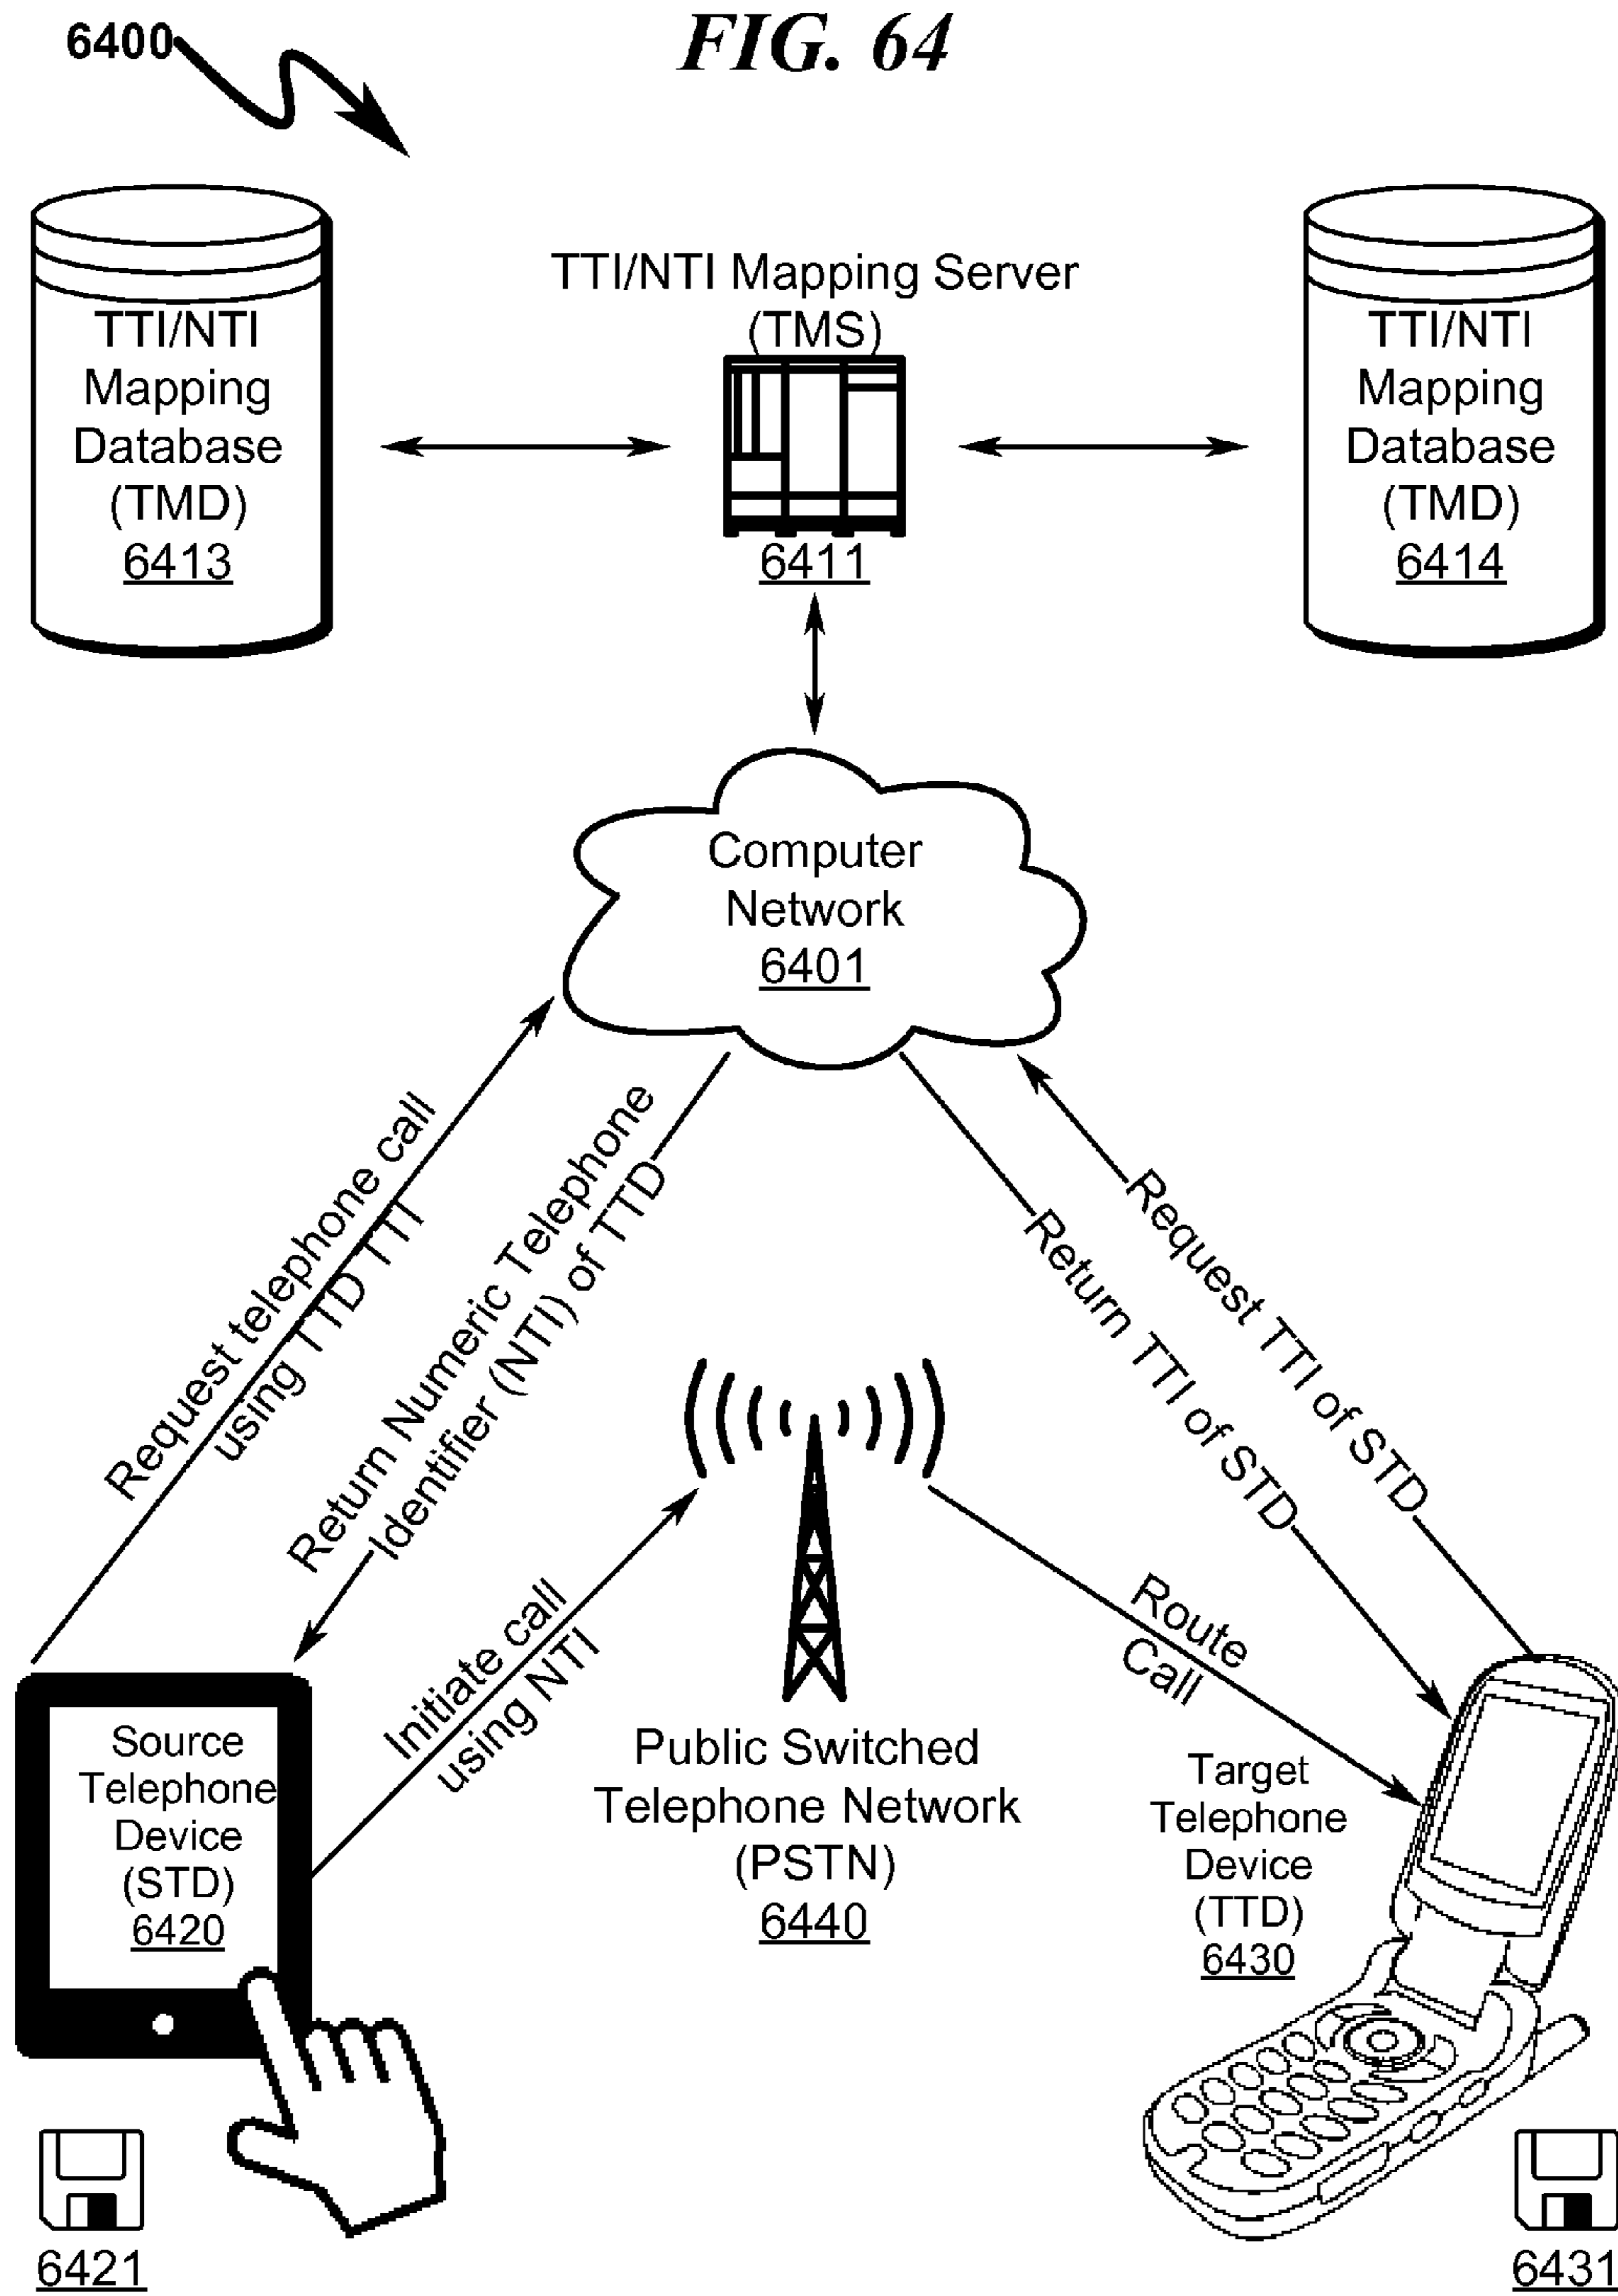 FIG. 64
6400
TTI/NTI
Mapping
Database
(TMD)
6413
TTI/NTI Mapping Server
(TMS)
6411
TTI/NTI
Mapping
Database
(TMD)
6414
Computer
Network
6401
Request telephone call
using TTD TTI
Return Numeric Telephone
Identifier (NTI) of TTD
Return TTI of STD
Request TTI of STD
Initiate call
using NTI
Route
Call
Source
Telephone
Device
(STD)
6420
Public Switched
Telephone Network
(PSTN)
6440
Target
Telephone
Device
(TTD)
6430
6421
6431